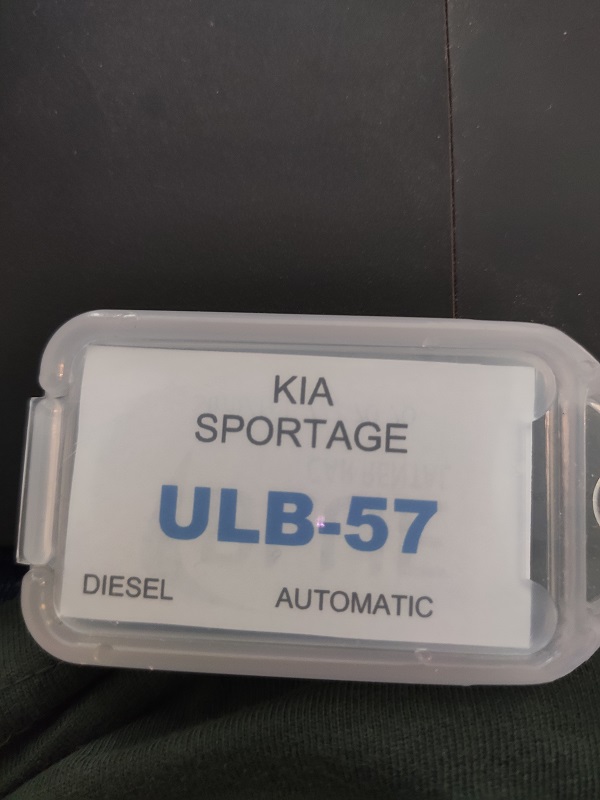 KIA
SPORTAGE
ULB-57
DIESEL AUTOMATIC